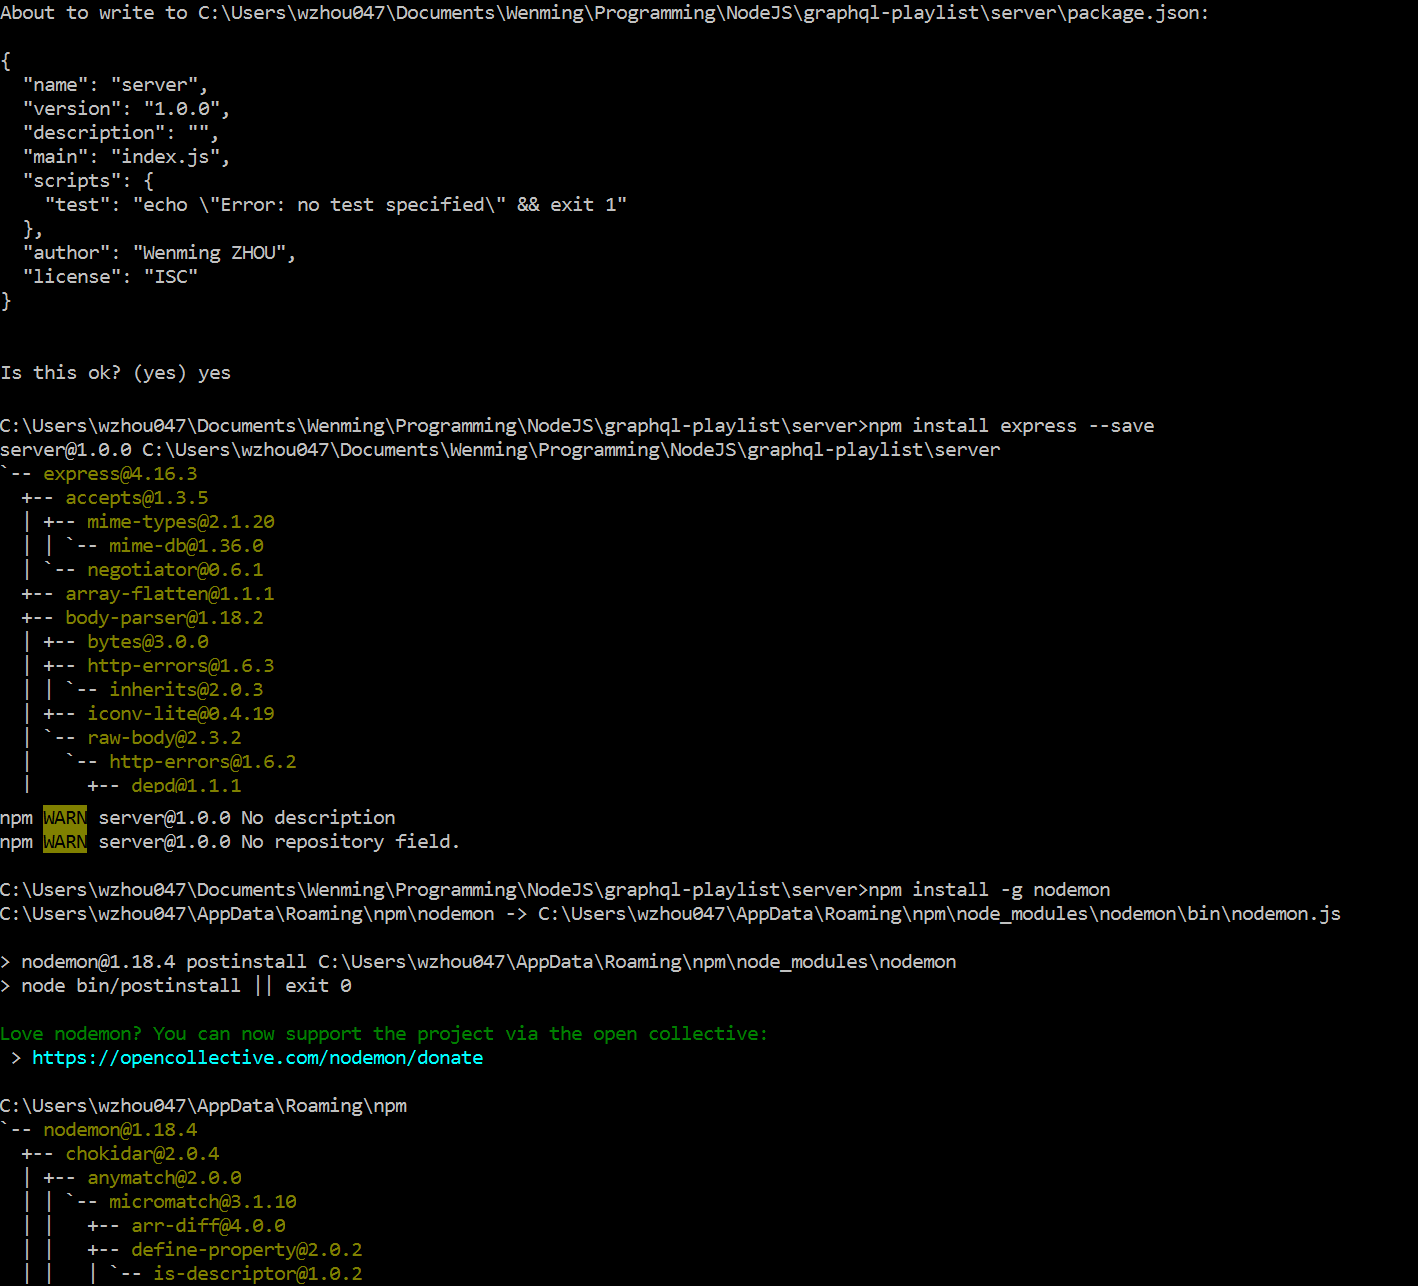 About to write to C:\Users\wzhou047\Documents\Wenming\Programming\NodeJS\graphql-playlist\server\package.json:

{
  "name": "server",
  "version": "1.0.0",
  "description": "",
  "main": "index.js",
  "scripts": {
    "test": "echo \"Error: no test specified\" && exit 1"
  },
  "author": "Wenming ZHOU",
  "license": "ISC"
}

Is this ok? (yes) yes

C:\Users\wzhou047\Documents\Wenming\Programming\NodeJS\graphql-playlist\server>npm install express --save
server@1.0.0 C:\Users\wzhou047\Documents\Wenming\Programming\NodeJS\graphql-playlist\server
`-- express@4.16.3
  +-- accepts@1.3.5
  | +-- mime-types@2.1.20
  | | `-- mime-db@1.36.0
  | `-- negotiator@0.6.1
  +-- array-flatten@1.1.1
  +-- body-parser@1.18.2
  | +-- bytes@3.0.0
  | +-- http-errors@1.6.3
  | | `-- inherits@2.0.3
  | +-- iconv-lite@0.4.19
  | `-- raw-body@2.3.2
  |   `-- http-errors@1.6.2
  |     +-- depd@1.1.1
npm WARN server@1.0.0 No description
npm WARN server@1.0.0 No repository field.

C:\Users\wzhou047\Documents\Wenming\Programming\NodeJS\graphql-playlist\server>npm install -g nodemon
C:\Users\wzhou047\AppData\Roaming\npm\nodemon -> C:\Users\wzhou047\AppData\Roaming\npm\node_modules\nodemon\bin\nodemon.js

> nodemon@1.18.4 postinstall C:\Users\wzhou047\AppData\Roaming\npm\node_modules\nodemon
> node bin/postinstall || exit 0

Love nodemon? You can now support the project via the open collective:
 > https://opencollective.com/nodemon/donate

C:\Users\wzhou047\AppData\Roaming\npm
`-- nodemon@1.18.4
  +-- chokidar@2.0.4
  | +-- anymatch@2.0.0
  | | `-- micromatch@3.1.10
  | |   +-- arr-diff@4.0.0
  | |   +-- define-property@2.0.2
  | |   | `-- is-descriptor@1.0.2